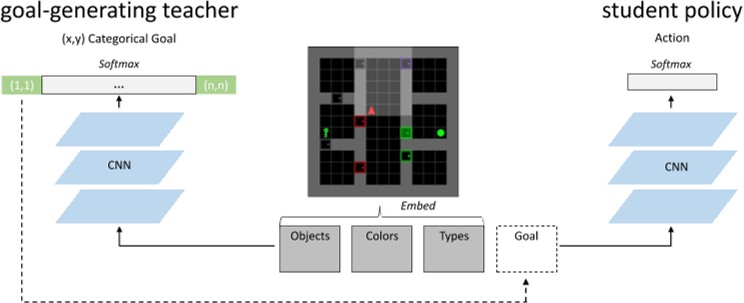 goal-generating teacher
student policy
(x,y) Categorical Goal
Action
Softmax
Softmax
(1,1)
...
(n,n)
CNN
CNN
Embed
Objects
Colors
Types
Goal